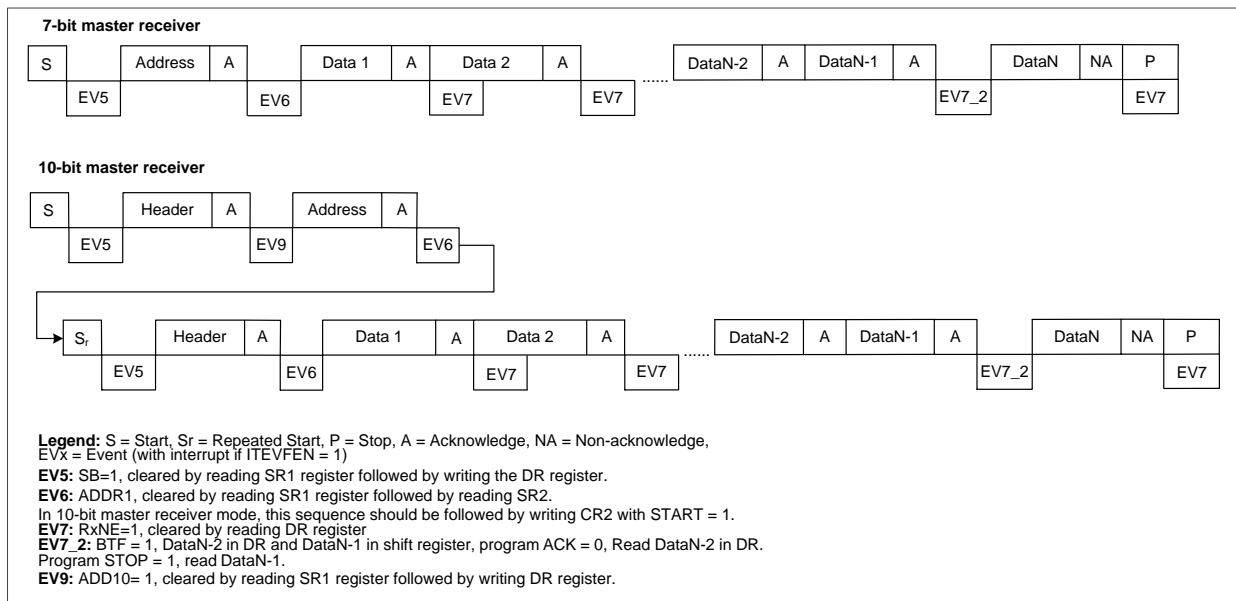 7-bit master receiver
S Address A Data 1 A Data 2 A ...... DataN-2 A DataN-1 A DataN NA P
EV5 EV6 EV7 EV7 EV7_2 EV7
10-bit master receiver
S Header A Address A
EV5 EV9 EV6
Sr Header A Data 1 A Data 2 A ...... DataN-2 A DataN-1 A DataN NA P
EV5 EV6 EV7 EV7 EV7_2 EV7
Legend: S = Start, Sr = Repeated Start, P = Stop, A = Acknowledge, NA = Non-acknowledge,
EVx = Event (with interrupt if ITEVFEN = 1)
EV5: SB=1, cleared by reading SR1 register followed by writing the DR register.
EV6: ADDR1, cleared by reading SR1 register followed by reading SR2.
In 10-bit master receiver mode, this sequence should be followed by writing CR2 with START = 1.
EV7: RxNE=1, cleared by reading DR register
EV7_2: BTF = 1, DataN-2 in DR and DataN-1 in shift register, program ACK = 0, Read DataN-2 in DR.
Program STOP = 1, read DataN-1.
EV9: ADD10= 1, cleared by reading SR1 register followed by writing DR register.